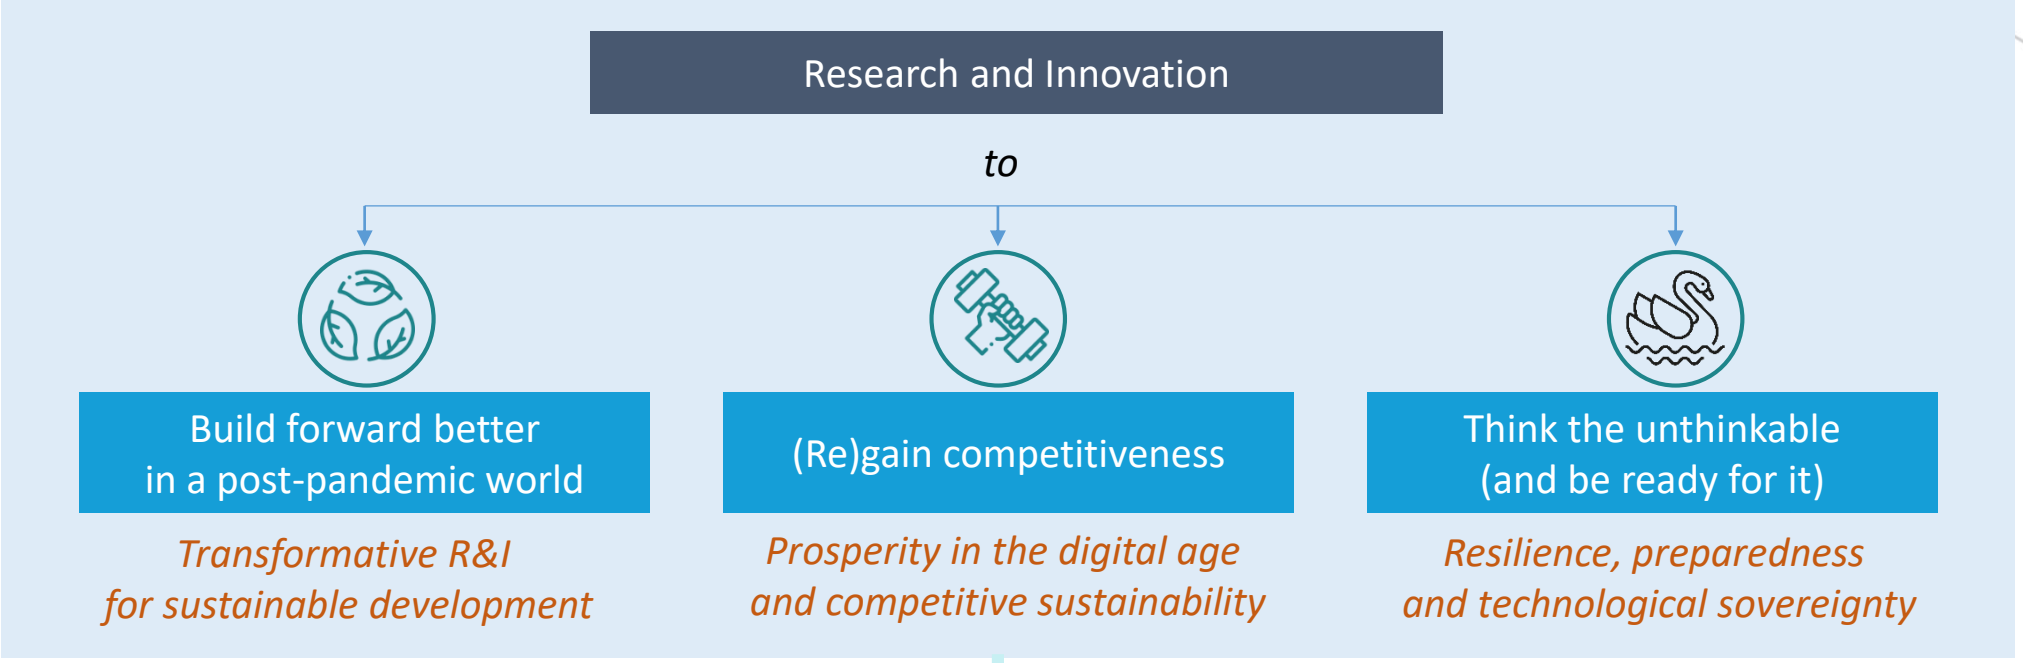 Research and Innovation
to
Build forward better
in a post-pandemic world
Transformative R&I
for sustainable development
(Re)gain competitiveness
Prosperity in the digital age
and competitive sustainability
Think the unthinkable
(and be ready for it)
Resilience, preparedness
and technological sovereignty